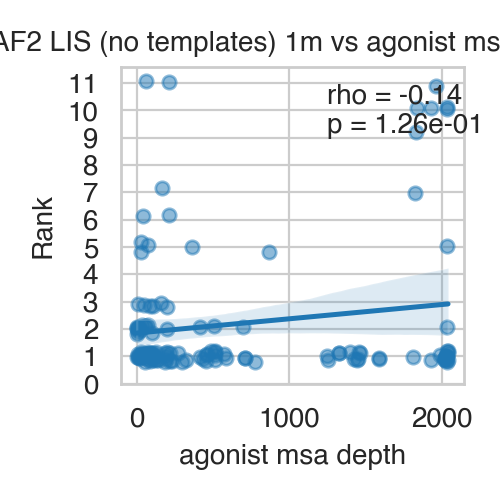 AF2 LIS (no templates) 1m vs agonist ms
rho = -0.14
p = 1.26e-01
11
10
9
8
7
6
5
4
3
2
1
0
Rank
0 1000 2000
agonist msa depth